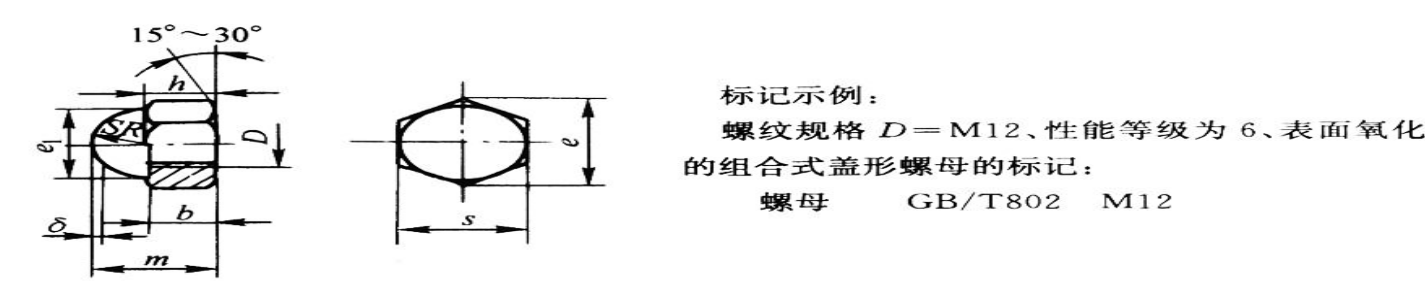 15°～30°
h
SR
e₁
D
b
δ
m
e
s
标记示例：
螺纹规格 D＝M12、性能等级为 6、表面氧化
的组合式盖形螺母的标记：
螺母 GB/T802 M12